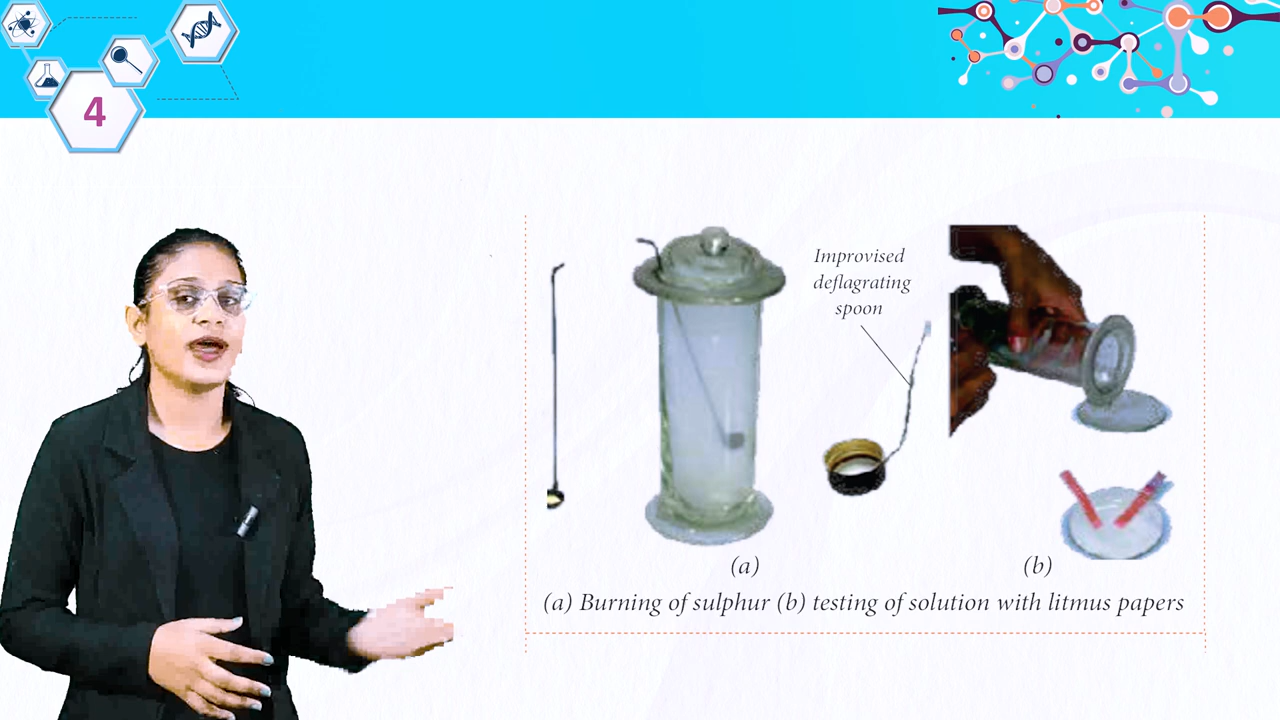 4
Improvised
deflagrating
spoon
(a)
(b)
(a) Burning of sulphur (b) testing of solution with litmus papers